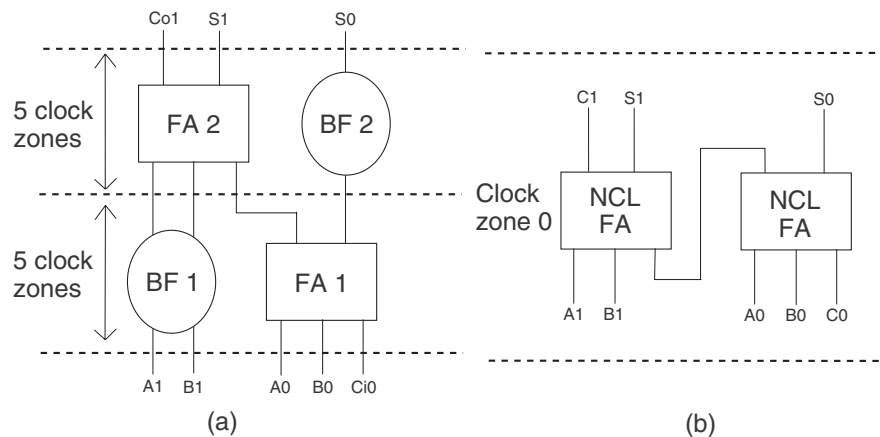 Co1 S1 S0
5 clock
zones
FA 2
BF 2
5 clock
zones
BF 1
FA 1
A1 B1 A0 B0 Ci0
(a)
C1 S1 S0
Clock
zone 0
NCL
FA
NCL
FA
A1 B1 A0 B0 C0
(b)